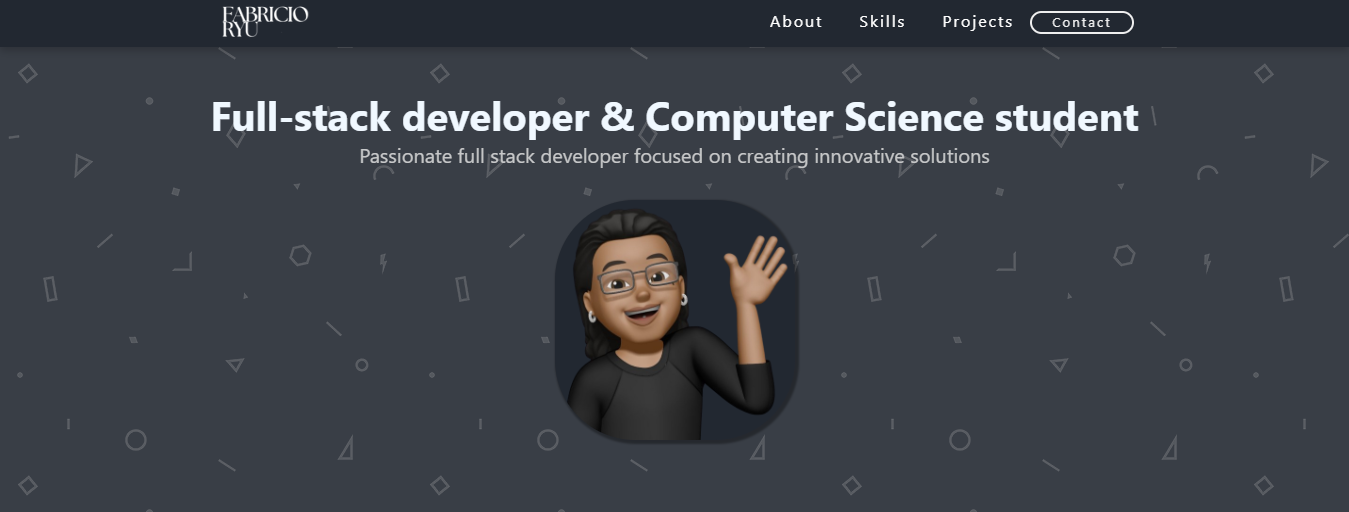 FABRICIO
RYU
About
Skills
Projects
Contact
Full-stack developer & Computer Science student
Passionate full stack developer focused on creating innovative solutions